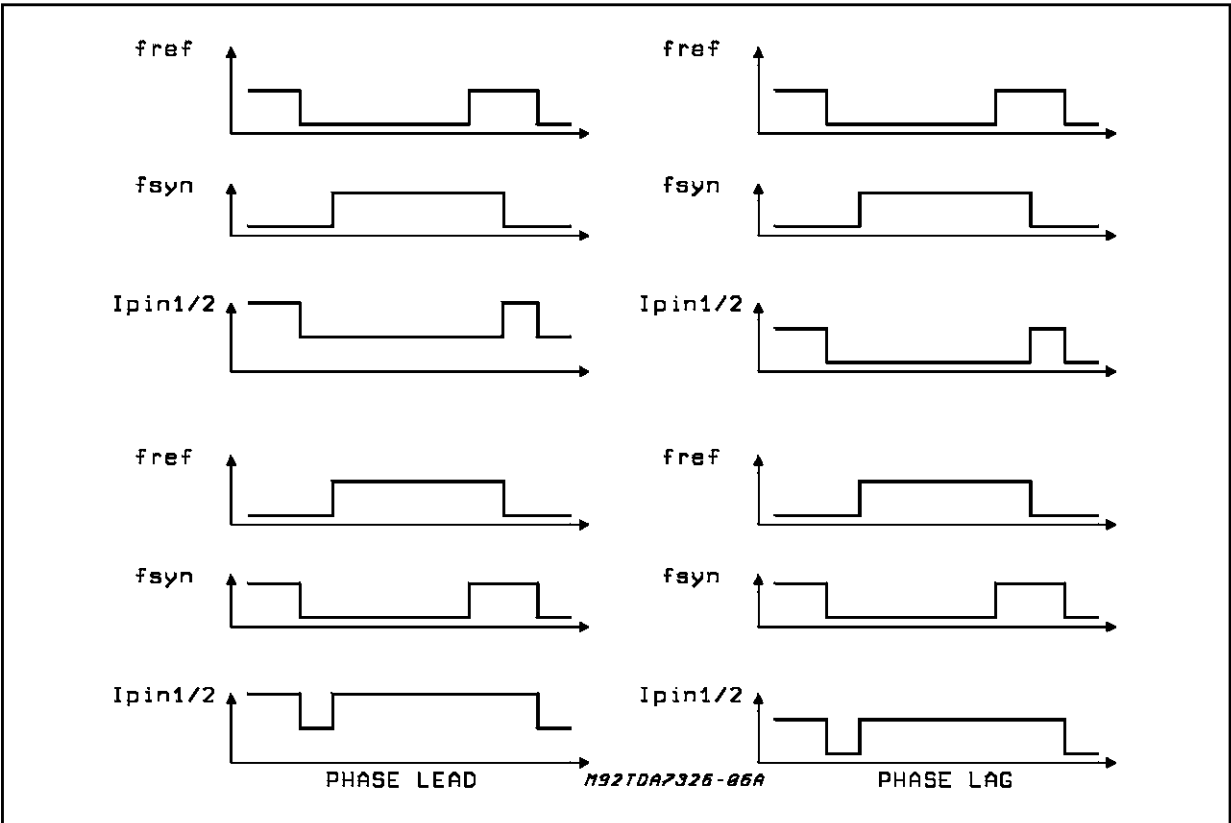 fref fref
fsyn fsyn
Ipin1/2 Ipin1/2
fref fref
fsyn fsyn
Ipin1/2 Ipin1/2
PHASE LEAD M92TDA7326-06A PHASE LAG